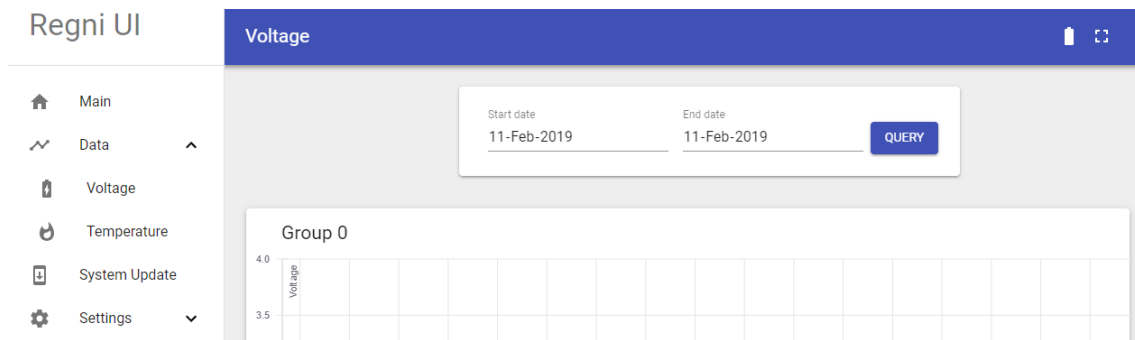 Regni UI
Main
Data
Voltage
Temperature
System Update
Settings
Voltage
Start date
11-Feb-2019
End date
11-Feb-2019
QUERY
Group 0
4.0
Voltage
3.5